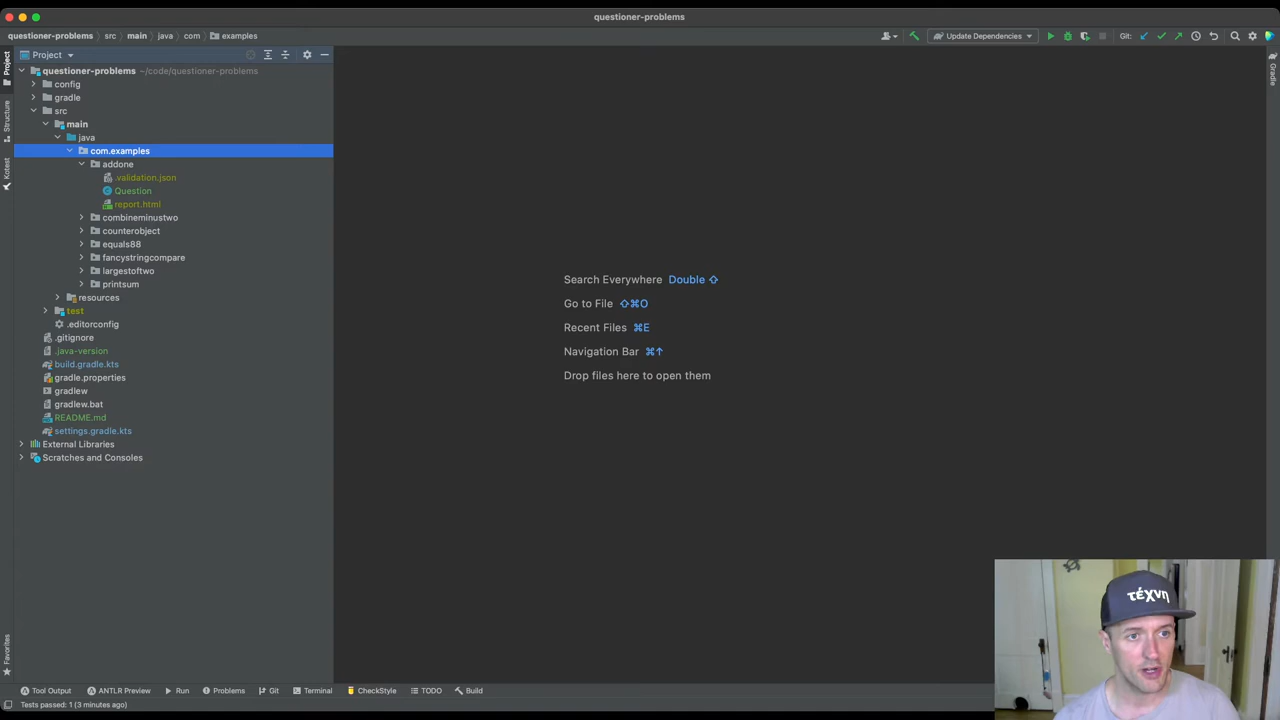 questioner-problems
questioner-problems src main java com examples
Update Dependencies
Git:
Project
questioner-problems ~/code/questioner-problems
config
gradle
src
main
java
com.examples
addone
.validation.json
Question
report.html
combineminustwo
counterobject
equals88
fancystringcompare
largestoftwo
printsum
resources
test
.editorconfig
.gitignore
.java-version
build.gradle.kts
gradle.properties
gradlew
gradlew.bat
README.md
settings.gradle.kts
External Libraries
Scratches and Consoles
Search Everywhere Double ⇧
Go to File ⇧⌘O
Recent Files ⌘E
Navigation Bar ⌘↑
Drop files here to open them
Project
Structure
Kotest
Favorites
Gradle
τέχνη
Tool Output ANTLR Preview Run Problems Git Terminal CheckStyle TODO Build
Tests passed: 1 (3 minutes ago)